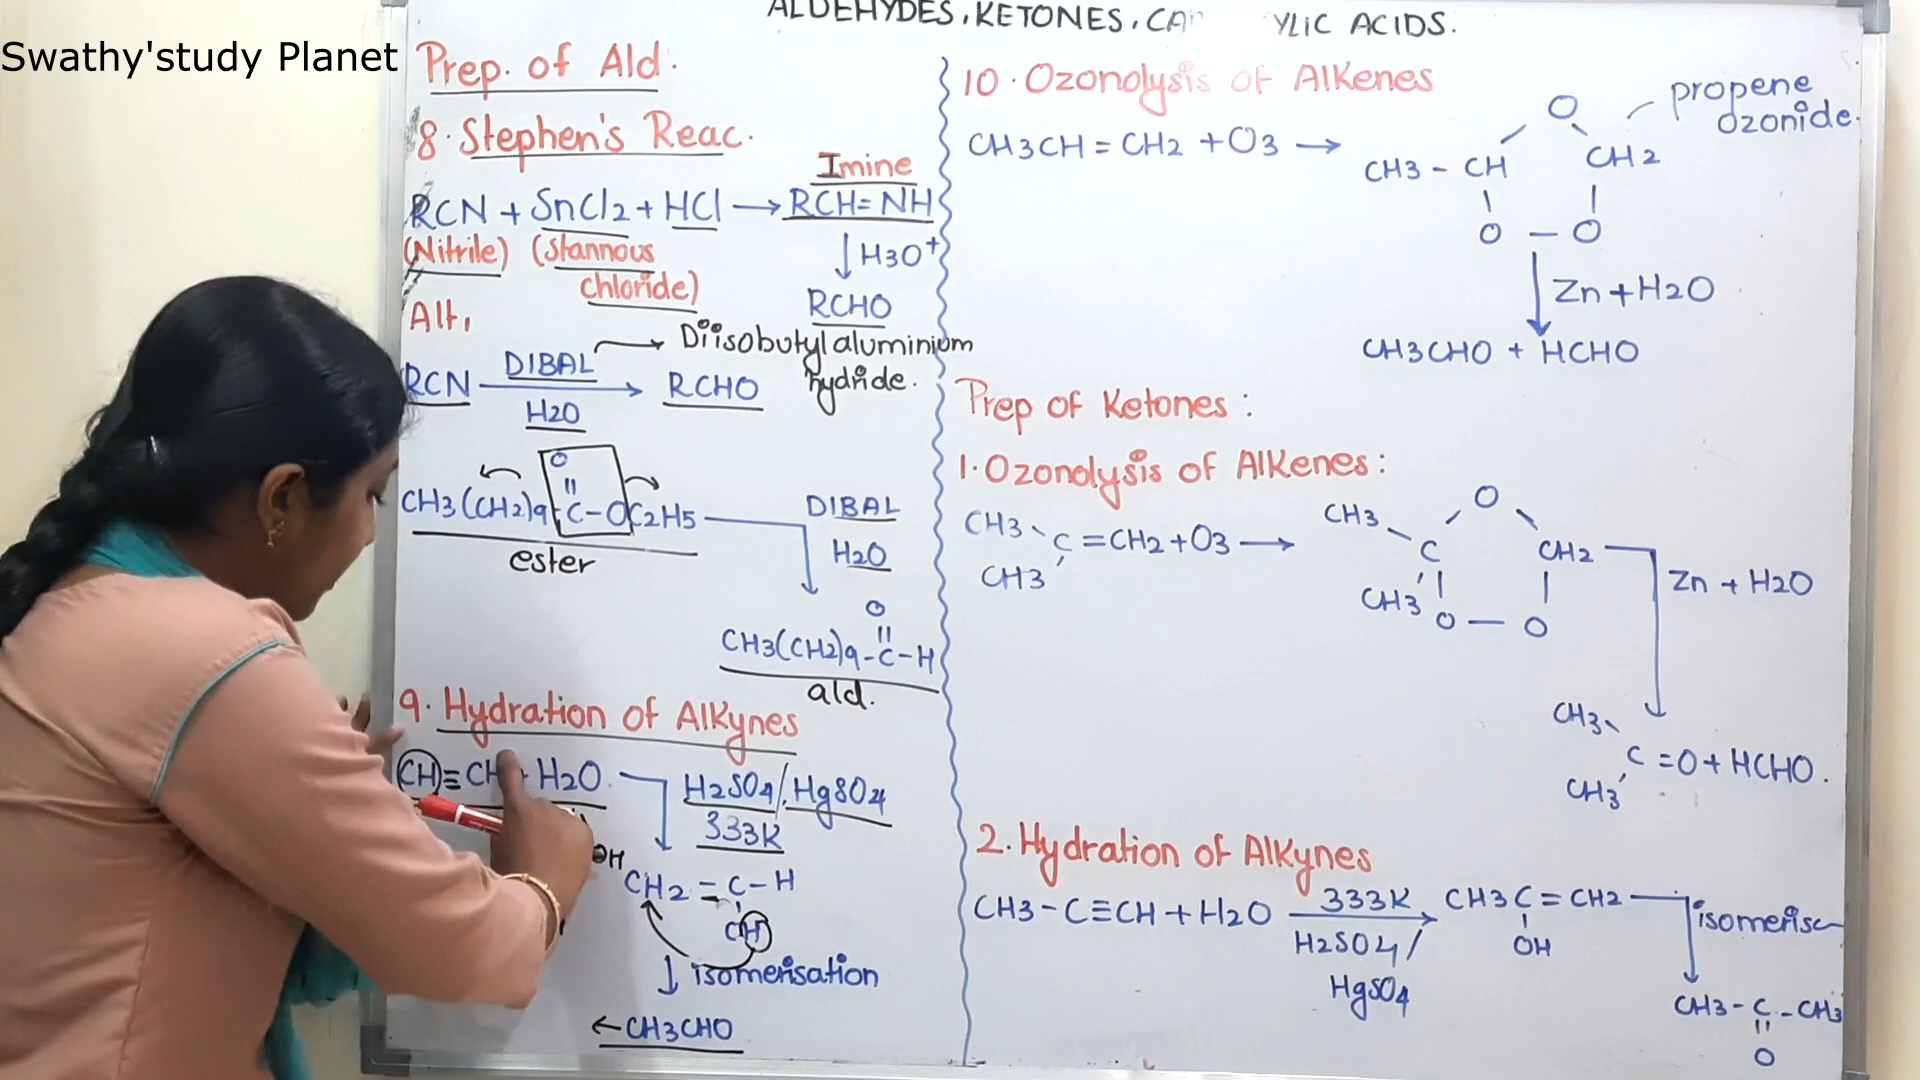 ALDEHYDES, KETONES, CA YLIC ACIDS.
Swathy'study Planet
Prep. of Ald.
8. Stephen's Reac.
Imine
RCN + SnCl2 + HCl → RCH=NH
(Nitrile) (Stannous chloride)
↓ H3O+
RCHO
Alt,
DIBAL → Diisobutylaluminium hydride.
RCN → RCHO
H2O
O
||
CH3(CH2)9-C-OC2H5
ester
DIBAL
H2O
O
||
CH3(CH2)9-C-H
ald.
9. Hydration of Alkynes
CH≡CH + H2O
H2SO4/HgSO4
333K
OH
CH2=C-H
OH
↓ isomerisation
←CH3CHO
10. Ozonolysis of Alkenes
CH3CH=CH2 + O3 →
propene ozonide.
O
CH3-CH CH2
O-O
Zn+H2O
CH3CHO + HCHO
Prep of Ketones:
1. Ozonolysis of Alkenes:
CH3
C=CH2+O3 →
CH3
O
CH3
C CH2
CH3
O-O
Zn + H2O
CH3
C=O+HCHO.
CH3
2. Hydration of Alkynes
CH3-C≡CH + H2O
333K
H2SO4/
HgSO4
CH3C=CH2
OH
CH3-C-CH3
||
O